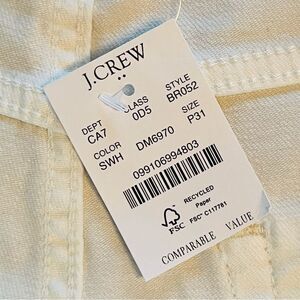 J.CREW
DEPT CLASS STYLE
CA7 0D5 BR052
COLOR SIZE
SWH DM6970 P31
099106994803
RECYCLED
Paper
FSC FSC® C117781
COMPARABLE VALUE